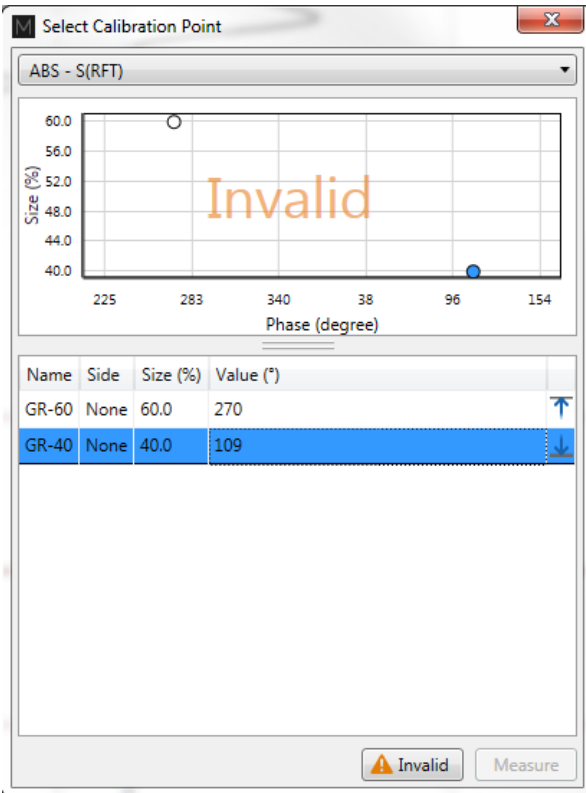 M Select Calibration Point
ABS - S(RFT)
60.0
56.0
52.0
48.0
44.0
40.0
Size (%)
Invalid
225 283 340 38 96 154
Phase (degree)
Name Side Size (%) Value (°)
GR-60 None 60.0 270
GR-40 None 40.0 109
Invalid Measure